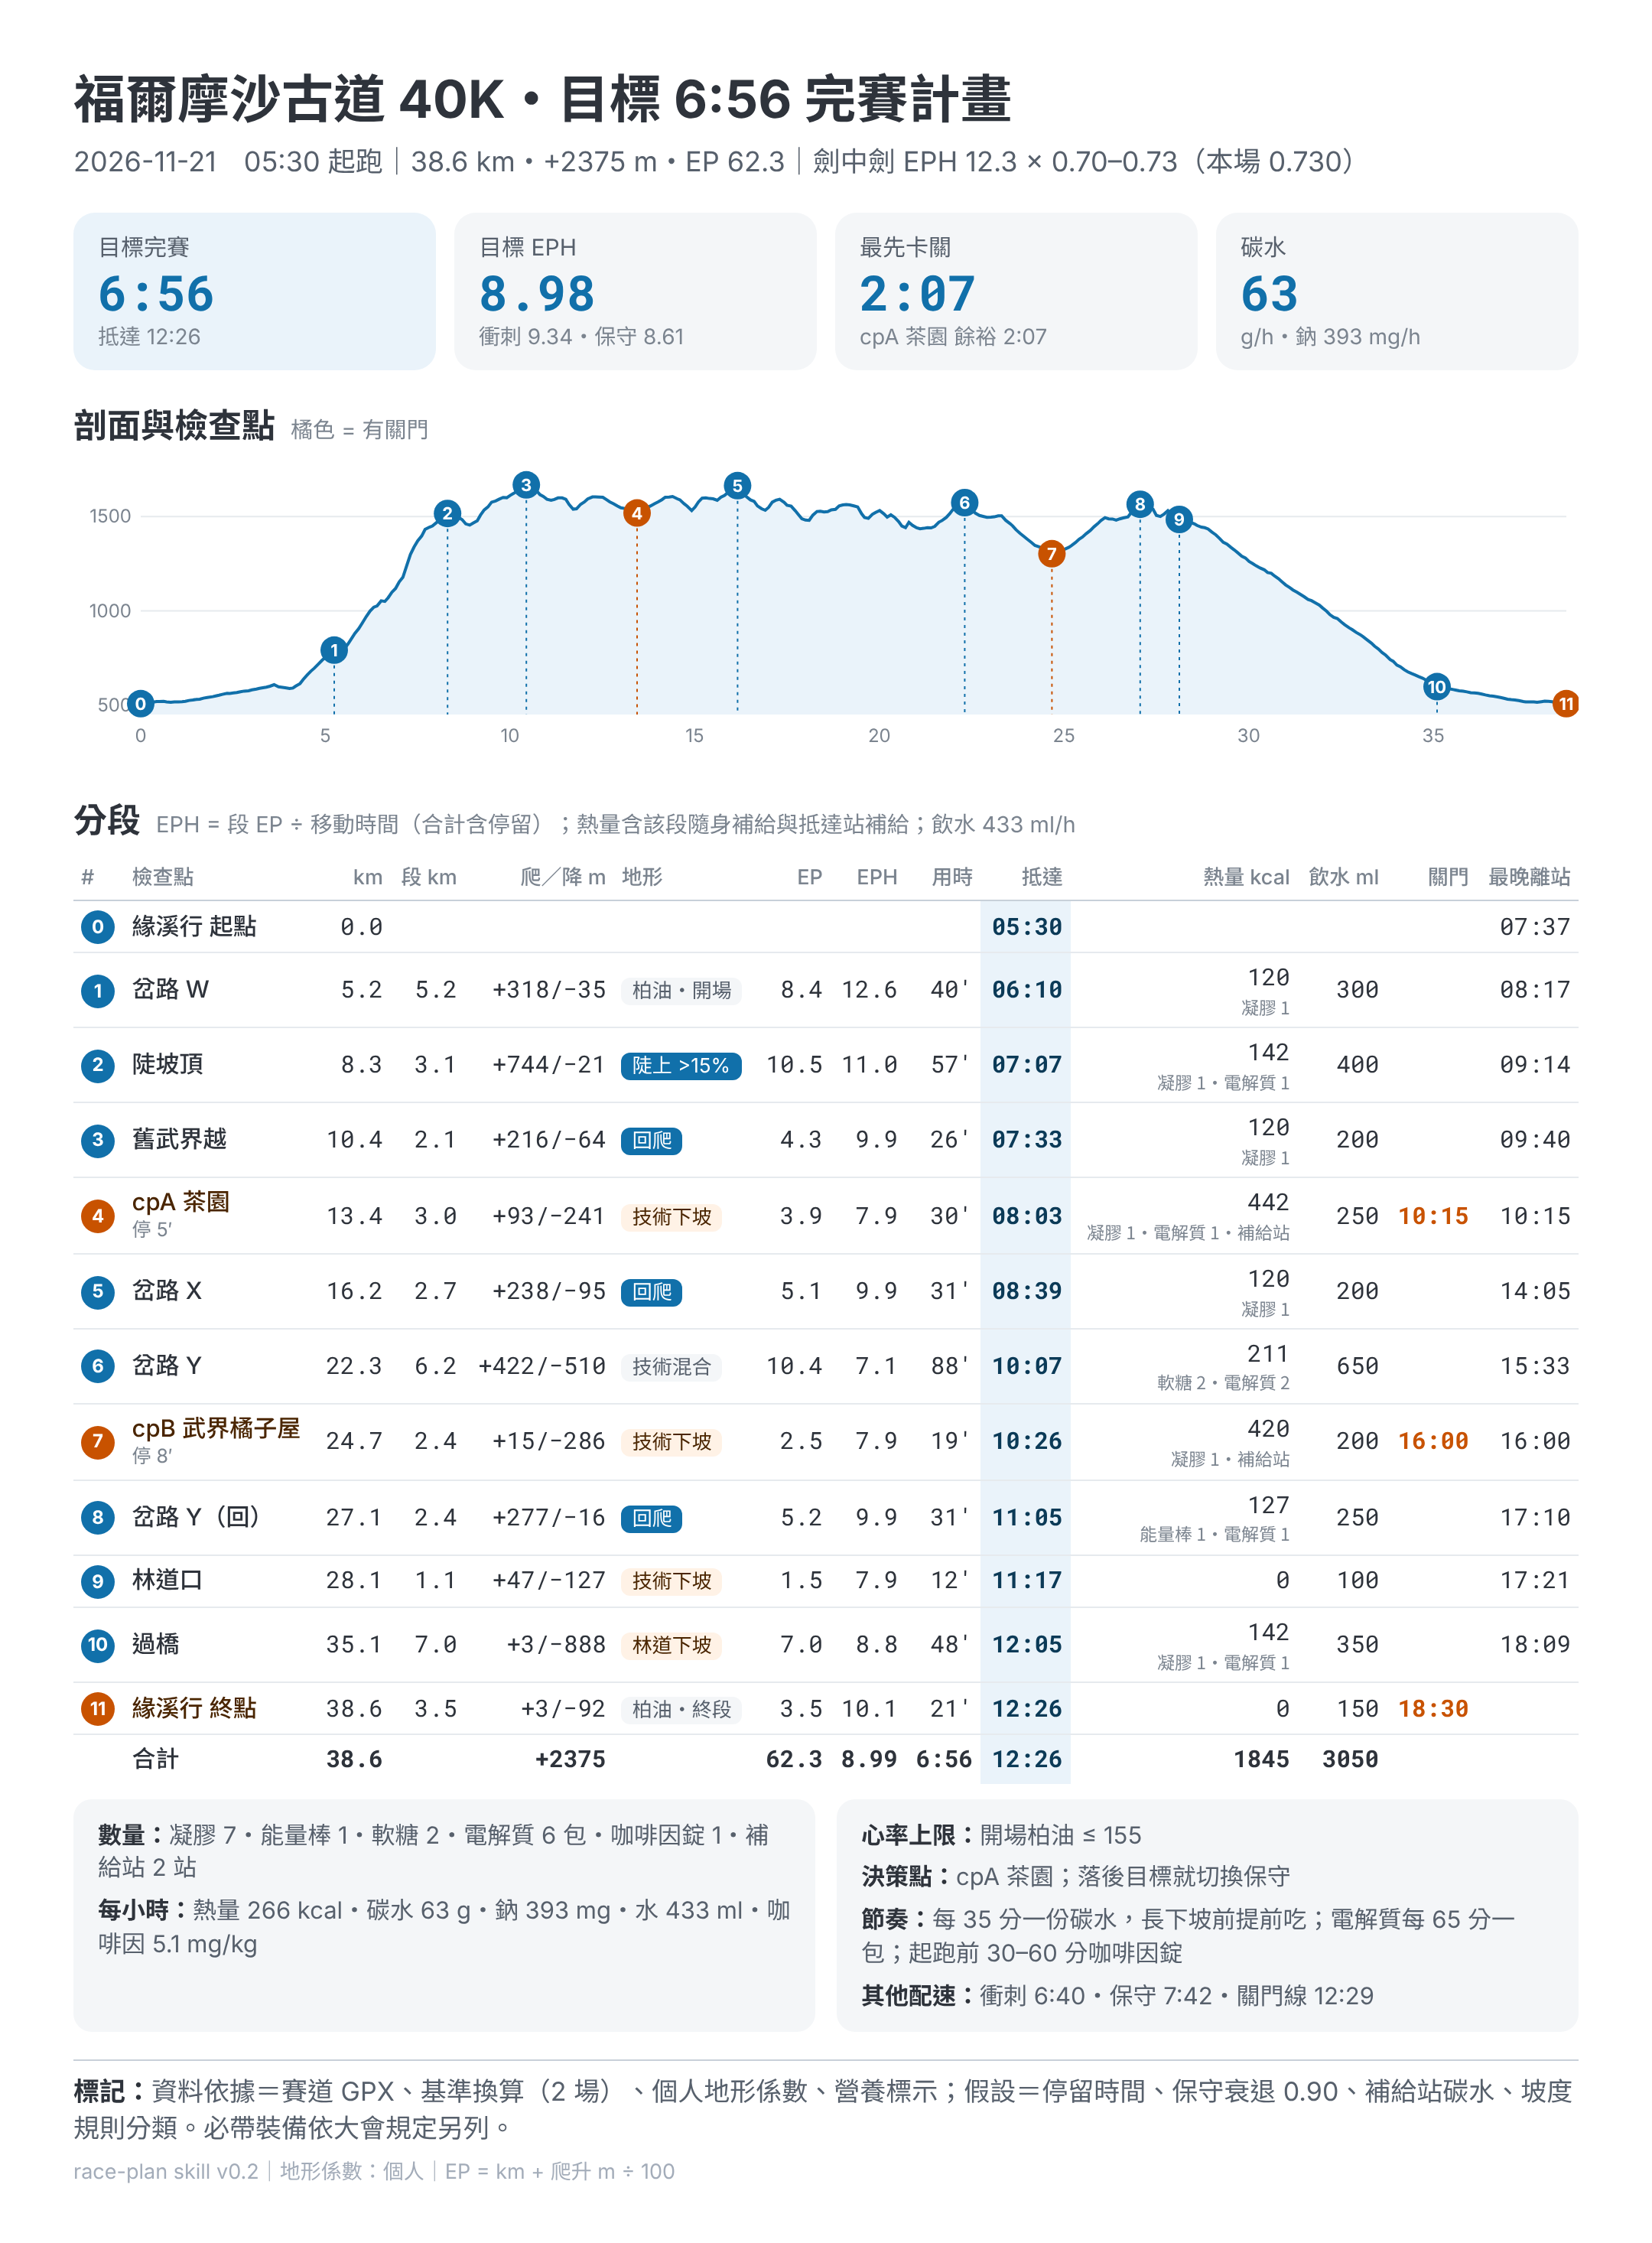 福爾摩沙古道 40K・目標 6:56 完賽計畫
2026-11-21　05:30 起跑｜38.6 km・+2375 m・EP 62.3｜劍中劍 EPH 12.3 × 0.70–0.73（本場 0.730）
目標完賽
6:56
抵達 12:26
目標 EPH
8.98
衝刺 9.34・保守 8.61
最先卡關
2:07
cpA 茶園 餘裕 2:07
碳水
63
g/h・鈉 393 mg/h
剖面與檢查點 橘色 = 有關門
1500
1000
500
0 1 2 3 4 5 6 7 8 9 10 11
0 5 10 15 20 25 30 35
分段 EPH = 段 EP ÷ 移動時間（合計含停留）；熱量含該段隨身補給與抵達站補給；飲水 433 ml/h
# 檢查點 km 段 km 爬／降 m 地形 EP EPH 用時 抵達 熱量 kcal 飲水 ml 關門 最晚離站
0 緣溪行 起點 0.0 05:30 07:37
1 岔路 W 5.2 5.2 +318/−35 柏油・開場 8.4 12.6 40' 06:10 120 300 08:17
凝膠 1
2 陡坡頂 8.3 3.1 +744/−21 陡上 >15% 10.5 11.0 57' 07:07 142 400 09:14
凝膠 1・電解質 1
3 舊武界越 10.4 2.1 +216/−64 回爬 4.3 9.9 26' 07:33 120 200 09:40
凝膠 1
4 cpA 茶園 13.4 3.0 +93/−241 技術下坡 3.9 7.9 30' 08:03 442 250 10:15 10:15
停 5′ 凝膠 1・電解質 1・補給站
5 岔路 X 16.2 2.7 +238/−95 回爬 5.1 9.9 31' 08:39 120 200 14:05
凝膠 1
6 岔路 Y 22.3 6.2 +422/−510 技術混合 10.4 7.1 88' 10:07 211 650 15:33
軟糖 2・電解質 2
7 cpB 武界橘子屋 24.7 2.4 +15/−286 技術下坡 2.5 7.9 19' 10:26 420 200 16:00 16:00
停 8′ 凝膠 1・補給站
8 岔路 Y（回） 27.1 2.4 +277/−16 回爬 5.2 9.9 31' 11:05 127 250 17:10
能量棒 1・電解質 1
9 林道口 28.1 1.1 +47/−127 技術下坡 1.5 7.9 12' 11:17 0 100 17:21
10 過橋 35.1 7.0 +3/−888 林道下坡 7.0 8.8 48' 12:05 142 350 18:09
凝膠 1・電解質 1
11 緣溪行 終點 38.6 3.5 +3/−92 柏油・終段 3.5 10.1 21' 12:26 0 150 18:30
合計 38.6 +2375 62.3 8.99 6:56 12:26 1845 3050
數量：凝膠 7・能量棒 1・軟糖 2・電解質 6 包・咖啡因錠 1・補
給站 2 站
每小時：熱量 266 kcal・碳水 63 g・鈉 393 mg・水 433 ml・咖
啡因 5.1 mg/kg
心率上限：開場柏油 ≤ 155
決策點：cpA 茶園；落後目標就切換保守
節奏：每 35 分一份碳水，長下坡前提前吃；電解質每 65 分一
包；起跑前 30–60 分咖啡因錠
其他配速：衝刺 6:40・保守 7:42・關門線 12:29
標記：資料依據＝賽道 GPX、基準換算（2 場）、個人地形係數、營養標示；假設＝停留時間、保守衰退 0.90、補給站碳水、坡度
規則分類。必帶裝備依大會規定另列。
race-plan skill v0.2｜地形係數：個人｜EP = km + 爬升 m ÷ 100